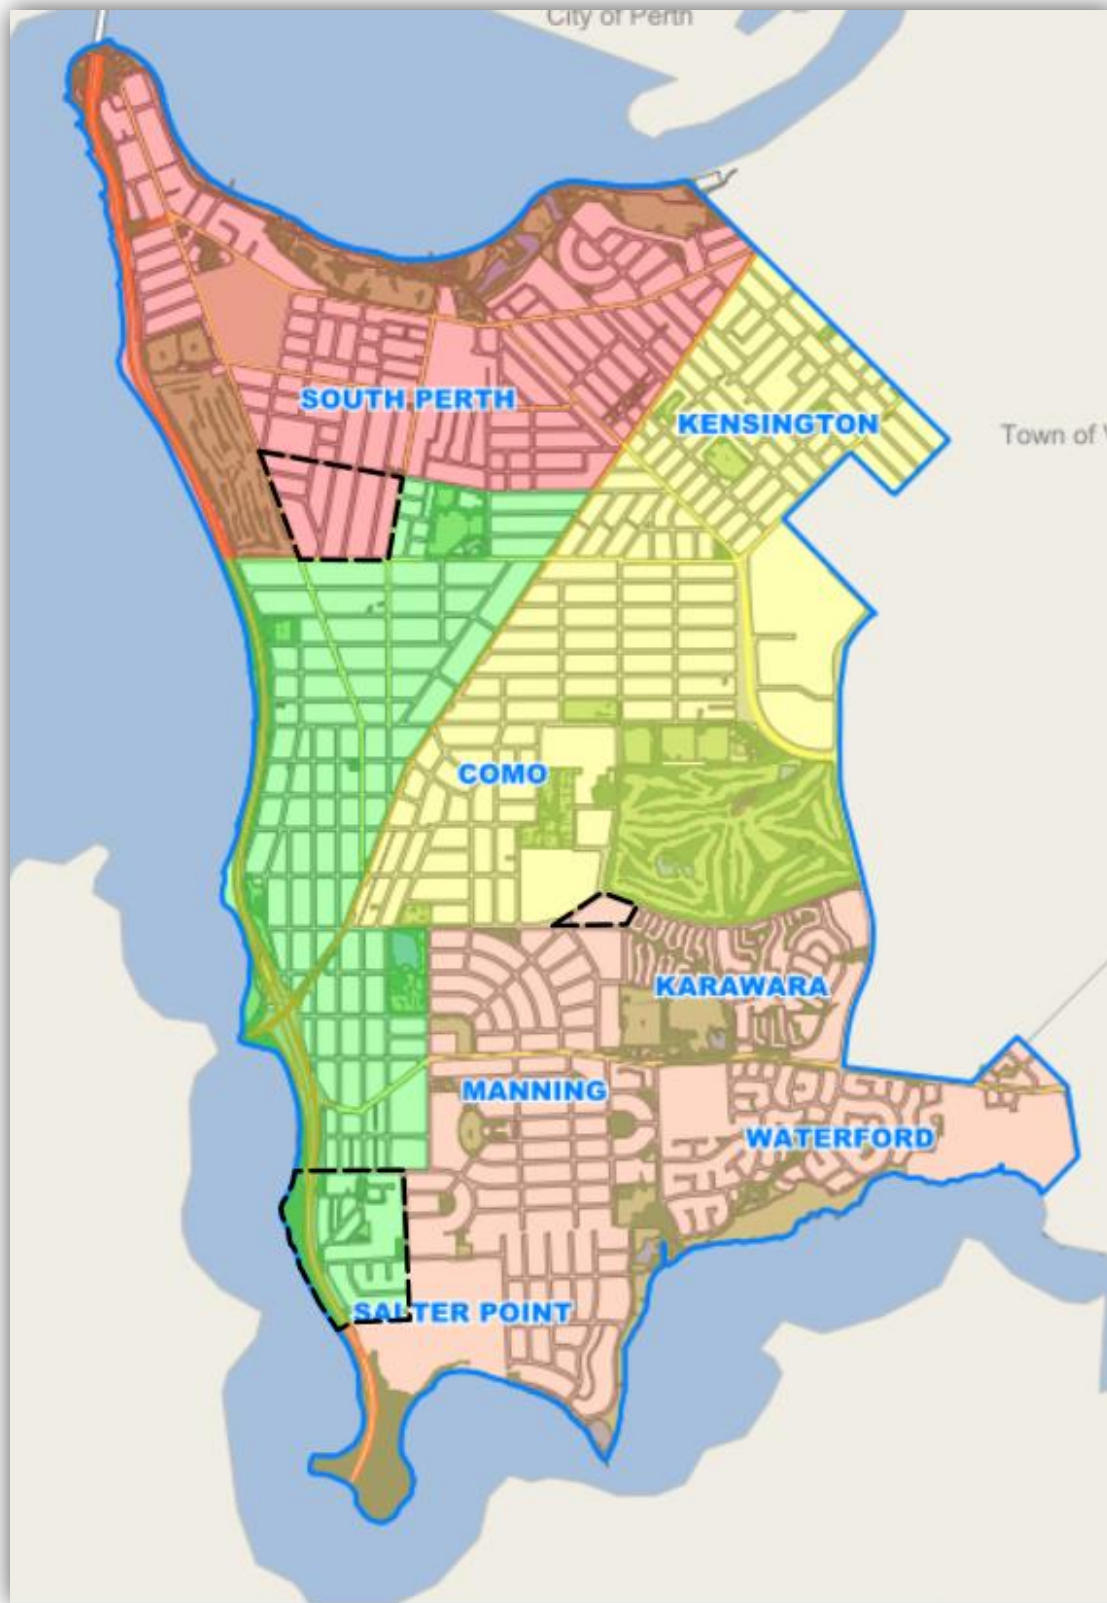 City of Perth
SOUTH PERTH
KENSINGTON
Town of
COMO
KARAWARA
MANNING
WATERFORD
SALTER POINT